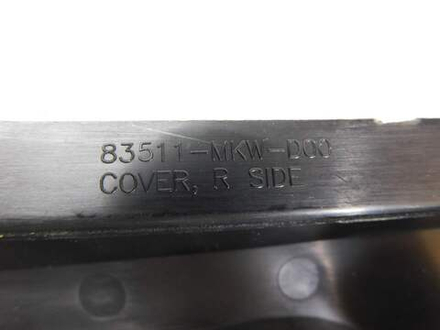 83511-MKW-D00
COVER, R SIDE